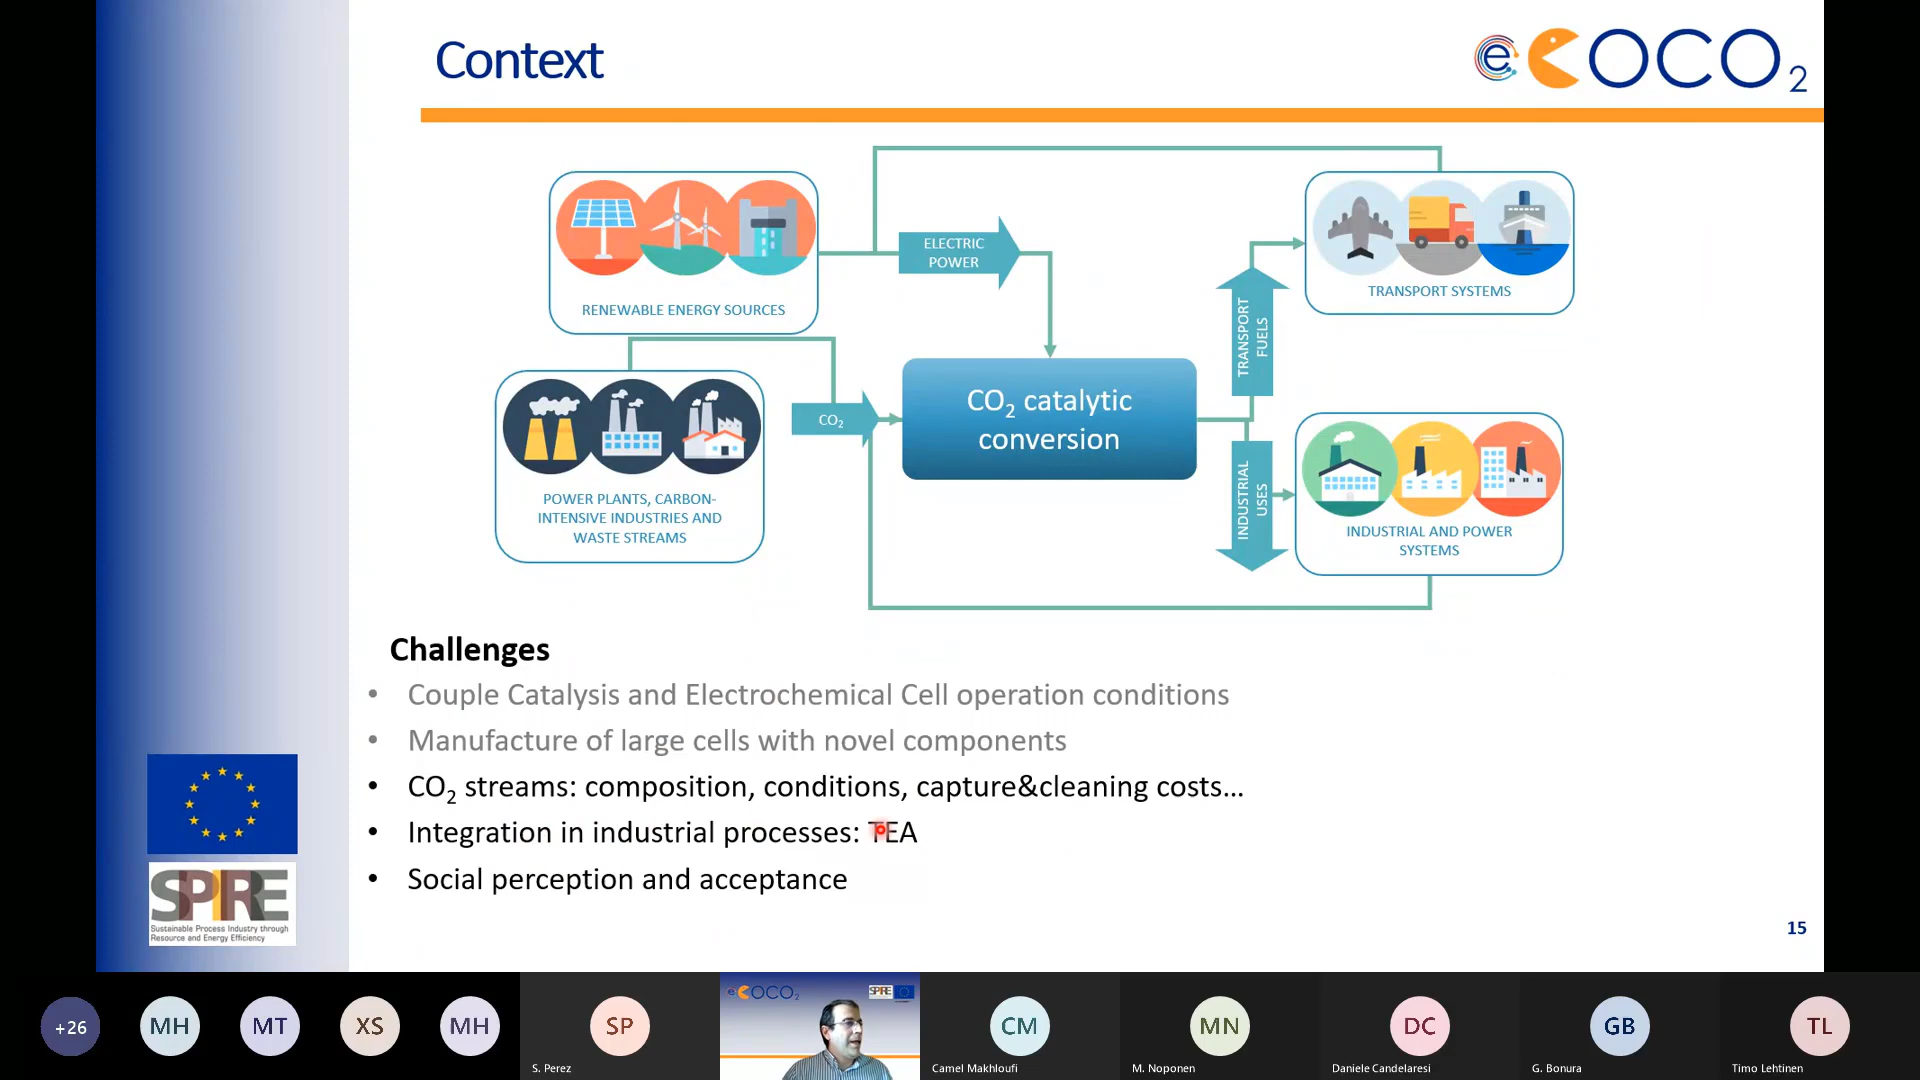 Context
eCOCO2
ELECTRIC
POWER
RENEWABLE ENERGY SOURCES
TRANSPORT SYSTEMS
TRANSPORT
FUELS
CO2
CO2 catalytic
conversion
POWER PLANTS, CARBON-
INTENSIVE INDUSTRIES AND
WASTE STREAMS
INDUSTRIAL
USES
INDUSTRIAL AND POWER
SYSTEMS
Challenges
• Couple Catalysis and Electrochemical Cell operation conditions
• Manufacture of large cells with novel components
• CO2 streams: composition, conditions, capture&cleaning costs...
• Integration in industrial processes: TEA
• Social perception and acceptance
SPIRE
Sustainable Process Industry through
Resource and Energy Efficiency
15
+26
MH
MT
XS
MH
SP
S. Perez
eCOCO2
SPIRE
CM
Camel Makhloufi
MN
M. Noponen
DC
Daniele Candelaresi
GB
G. Bonura
TL
Timo Lehtinen